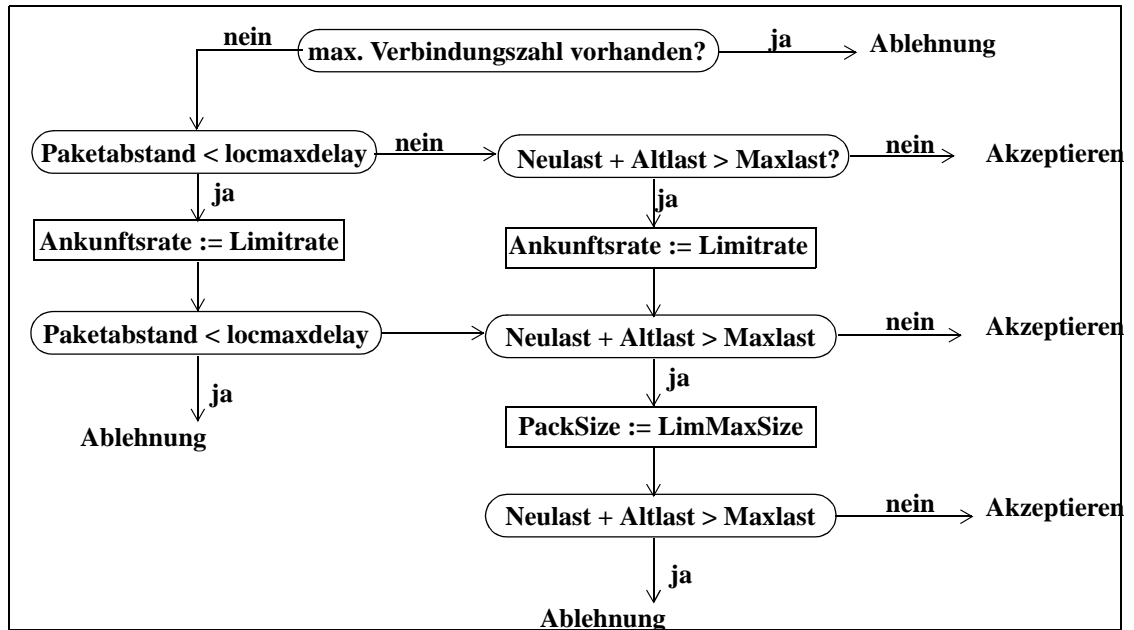 nein
max. Verbindungszahl vorhanden?
ja
Ablehnung
Paketabstand < locmaxdelay
nein
Neulast + Altlast > Maxlast?
nein
Akzeptieren
ja
ja
Ankunftsrate := Limitrate
Ankunftsrate := Limitrate
Paketabstand < locmaxdelay
Neulast + Altlast > Maxlast
nein
Akzeptieren
ja
ja
Ablehnung
PackSize := LimMaxSize
Neulast + Altlast > Maxlast
nein
Akzeptieren
ja
Ablehnung